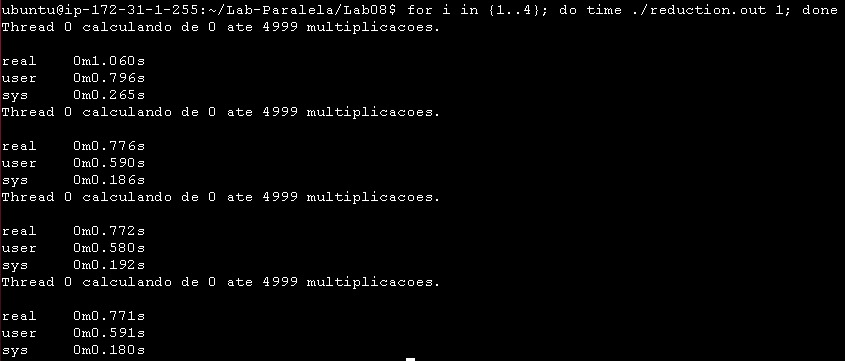 ubuntu@ip-172-31-1-255:~/Lab-Paralela/Lab08$ for i in {1..4}; do time ./reduction.out 1; done
Thread 0 calculando de 0 ate 4999 multiplicacoes.
real 0m1.060s
user 0m0.796s
sys 0m0.265s
Thread 0 calculando de 0 ate 4999 multiplicacoes.
real 0m0.776s
user 0m0.590s
sys 0m0.186s
Thread 0 calculando de 0 ate 4999 multiplicacoes.
real 0m0.772s
user 0m0.580s
sys 0m0.192s
Thread 0 calculando de 0 ate 4999 multiplicacoes.
real 0m0.771s
user 0m0.591s
sys 0m0.180s